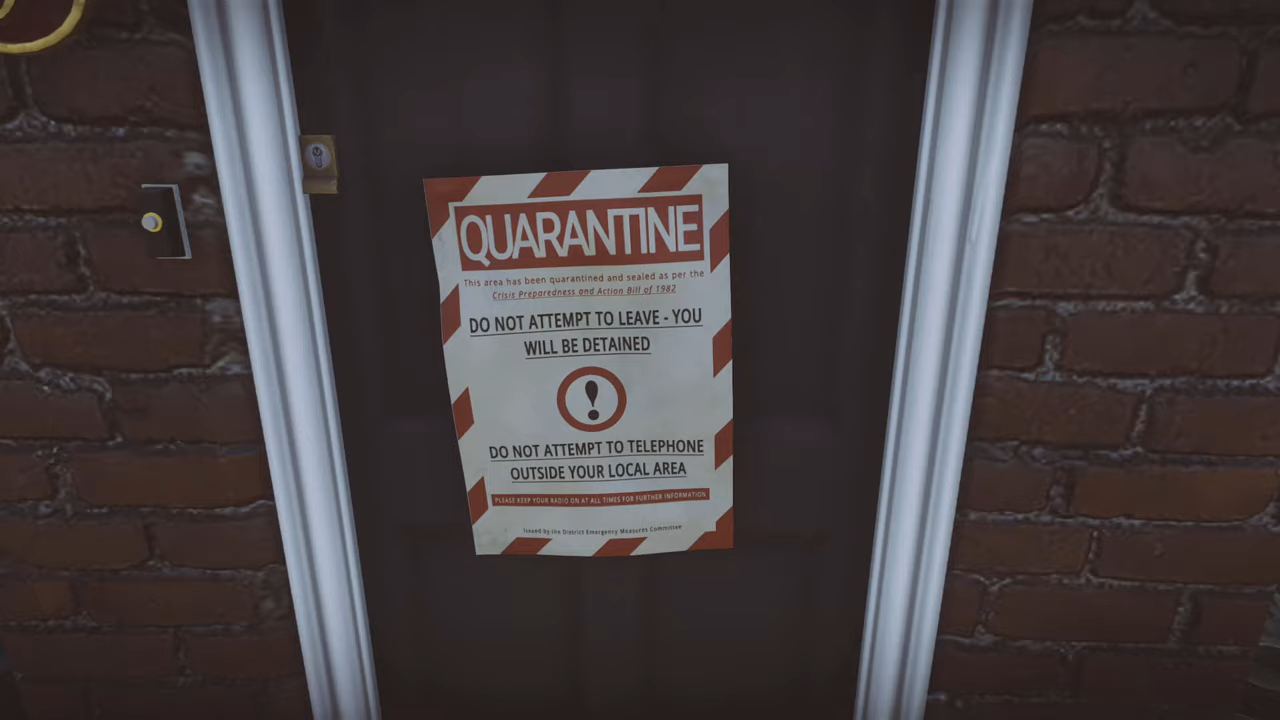 QUARANTINE
This area has been quarantined and sealed as per the
Crisis Preparedness and Action Bill of 1982
DO NOT ATTEMPT TO LEAVE - YOU
WILL BE DETAINED
!
DO NOT ATTEMPT TO TELEPHONE
OUTSIDE YOUR LOCAL AREA
PLEASE KEEP YOUR RADIO ON AT ALL TIMES FOR FURTHER INFORMATION
Issued by the District Emergency Measures Committee